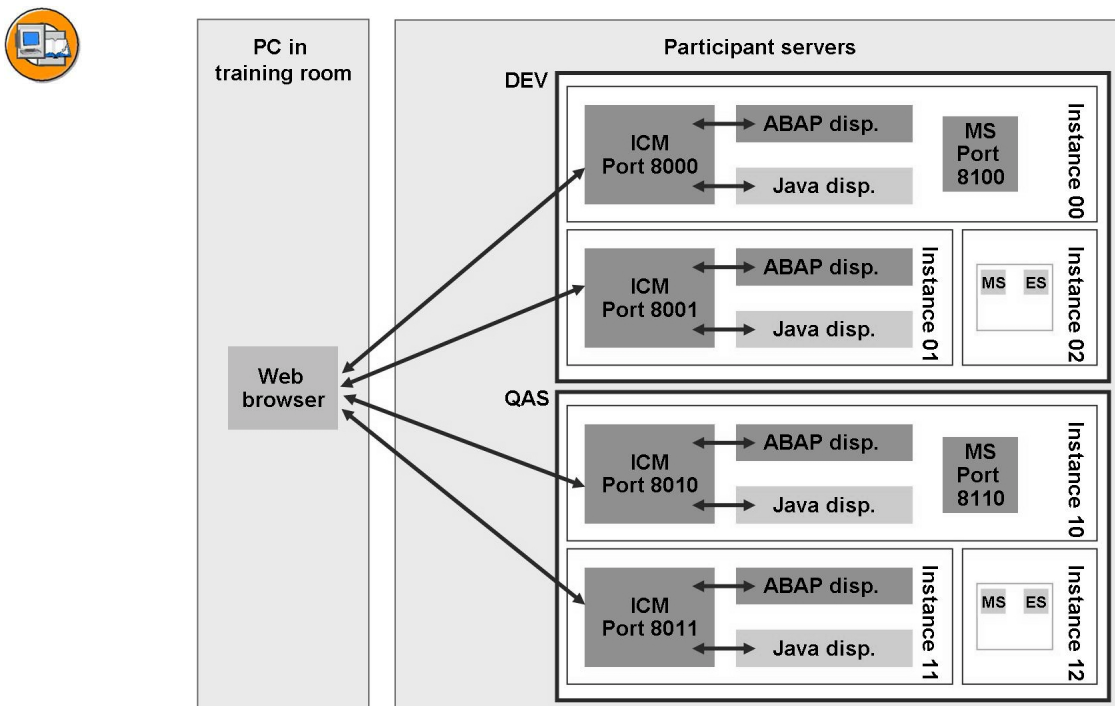 PC in
training room
Participant servers
DEV
ICM
Port 8000
ABAP disp.
Java disp.
MS
Port
8100
Instance 00
ICM
Port 8001
ABAP disp.
Java disp.
Instance 01
MS ES
Instance 02
Web
browser
QAS
ICM
Port 8010
ABAP disp.
Java disp.
MS
Port
8110
Instance 10
ICM
Port 8011
ABAP disp.
Java disp.
Instance 11
MS ES
Instance 12